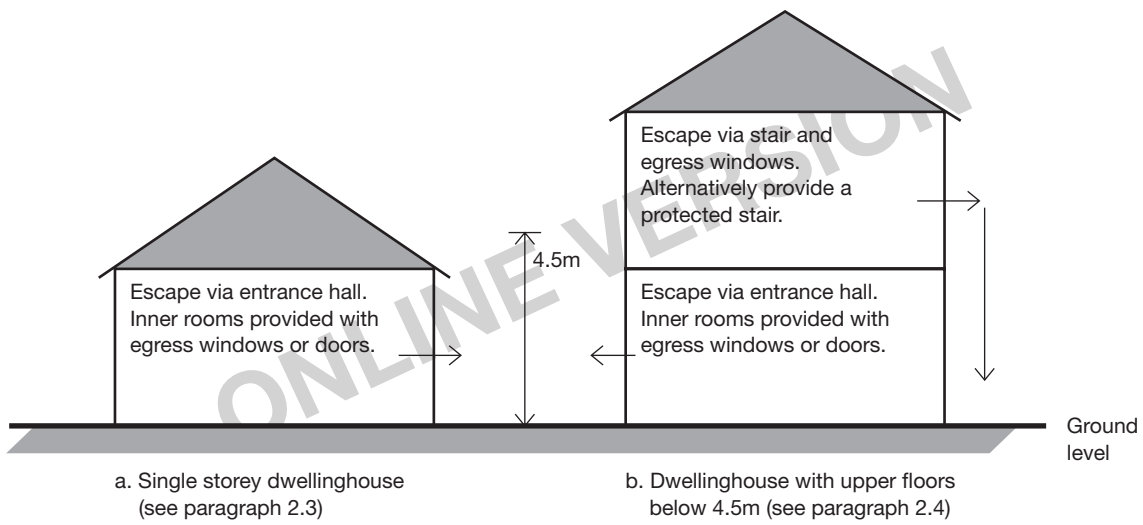 Escape via stair and
egress windows.
Alternatively provide a
protected stair.
4.5m
Escape via entrance hall.
Inner rooms provided with
egress windows or doors.
Escape via entrance hall.
Inner rooms provided with
egress windows or doors.
ONLINE VERSION
Ground
level
a. Single storey dwellinghouse
(see paragraph 2.3)
b. Dwellinghouse with upper floors
below 4.5m (see paragraph 2.4)